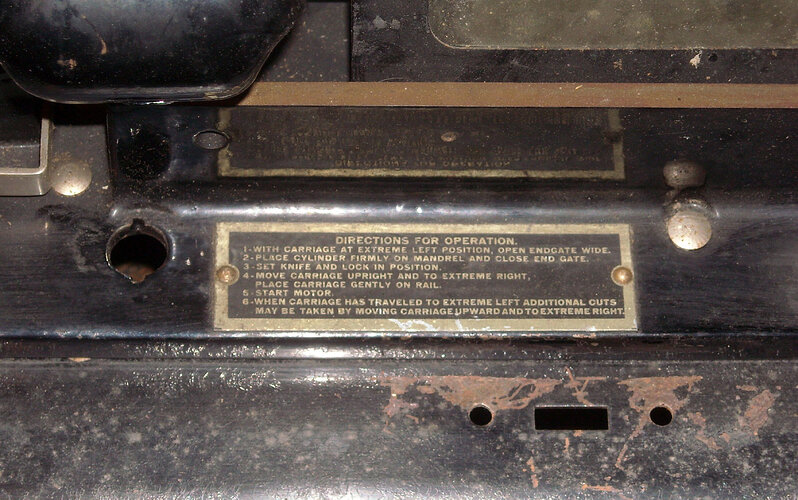 DIRECTIONS FOR OPERATION.
1-WITH CARRIAGE AT EXTREME LEFT POSITION, OPEN ENDGATE WIDE.
2-PLACE CYLINDER FIRMLY ON MANDREL AND CLOSE END GATE.
3-SET KNIFE AND LOCK IN POSITION.
4-MOVE CARRIAGE UPRIGHT AND TO EXTREME RIGHT,
PLACE CARRIAGE GENTLY ON RAIL.
5-START MOTOR.
6-WHEN CARRIAGE HAS TRAVELED TO EXTREME LEFT ADDITIONAL CUTS
MAY BE TAKEN BY MOVING CARRIAGE UPWARD AND TO EXTREME RIGHT.